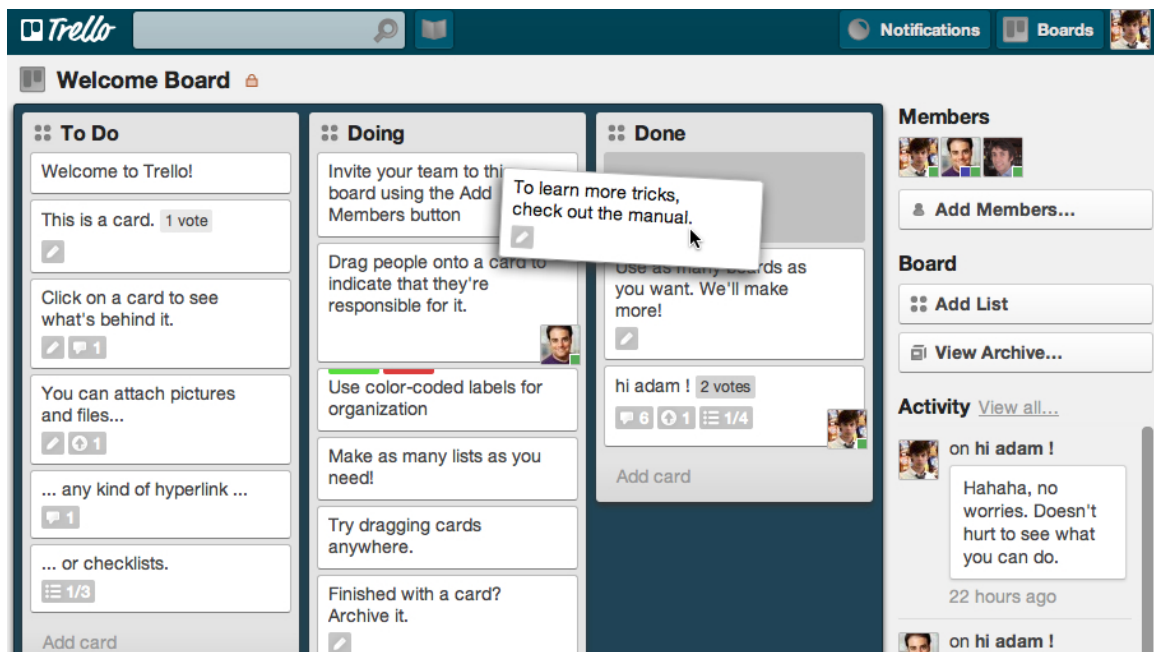 Trello
Notifications
Boards
Welcome Board
To Do
Welcome to Trello!
This is a card. 1 vote
Click on a card to see
what's behind it.
1
You can attach pictures
and files...
1
... any kind of hyperlink ...
1
... or checklists.
1/3
Add card
Doing
Invite your team to
board using the Add
Members button
Drag people onto a card to
indicate that they're
responsible for it.
Use color-coded labels for
organization
Make as many lists as you
need!
Try dragging cards
anywhere.
Finished with a card?
Archive it.
Done
To learn more tricks,
check out the manual.
Use as many boards as
you want. We'll make
more!
hi adam ! 2 votes
6 1 1/4
Add card
Members
Add Members...
Board
Add List
View Archive...
Activity View all...
on hi adam !
Hahaha, no
worries. Doesn't
hurt to see what
you can do.
22 hours ago
on hi adam !